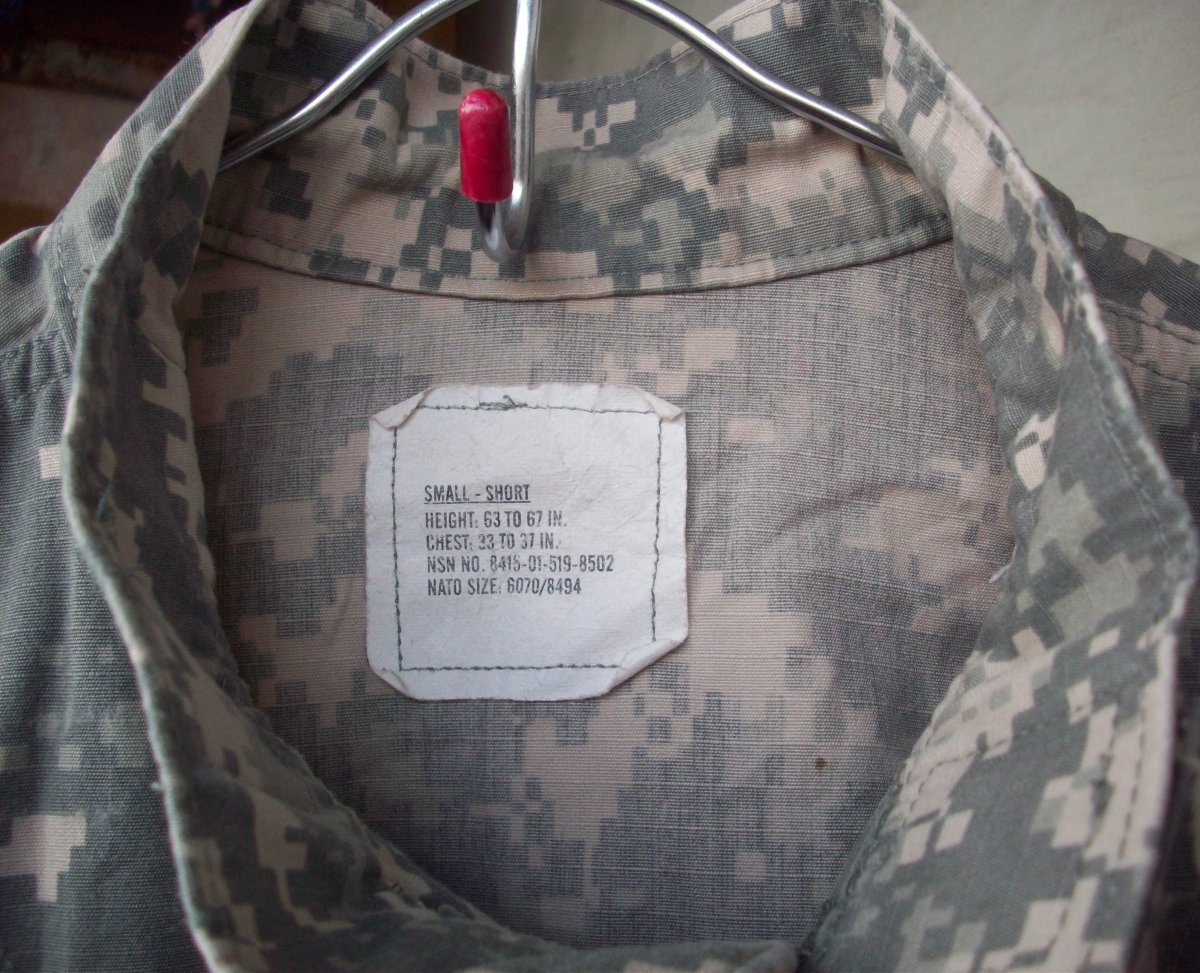 SMALL - SHORT
HEIGHT: 63 TO 67 IN.
CHEST: 33 TO 37 IN.
NSN NO. 8415-01-519-8502
NATO SIZE: 6070/8494